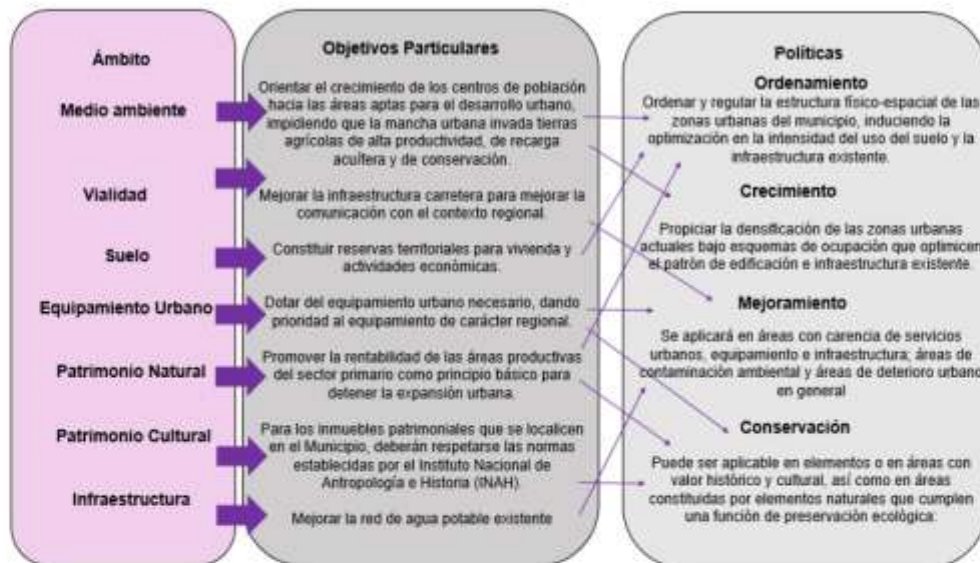 Ámbito
Medio ambiente
Vialidad
Suelo
Equipamiento Urbano
Patrimonio Natural
Patrimonio Cultural
Infraestructura
Objetivos Particulares
Orientar el crecimiento de los centros de población
hacia las áreas aptas para el desarrollo urbano,
impidiendo que la mancha urbana invada tierras
agrícolas de alta productividad, de recarga
acuífera y de conservación.
Mejorar la infraestructura carretera para mejorar la
comunicación con el contexto regional.
Constituir reservas territoriales para vivienda y
actividades económicas.
Dotar del equipamiento urbano necesario, dando
prioridad al equipamiento de carácter regional.
Promover la rentabilidad de las áreas productivas
del sector primario como principio básico para
detener la expansión urbana.
Para los inmuebles patrimoniales que se localicen
en el Municipio, deberán respetarse las normas
establecidas por el Instituto Nacional de
Antropología e Historia (INAH).
Mejorar la red de agua potable existente
Políticas
Ordenamiento
Ordenar y regular la estructura físico-espacial de las
zonas urbanas del municipio, induciendo la
optimización en la intensidad del uso del suelo y la
infraestructura existente.
Crecimiento
Propiciar la densificación de las zonas urbanas
actuales bajo esquemas de ocupación que optimicen
el patrón de edificación e infraestructura existente.
Mejoramiento
Se aplicará en áreas con carencia de servicios
urbanos, equipamiento e infraestructura; áreas de
contaminación ambiental y áreas de deterioro urbano
en general
Conservación
Puede ser aplicable en elementos o en áreas con
valor histórico y cultural, así como en áreas
constituidas por elementos naturales que cumplen
una función de preservación ecológica: